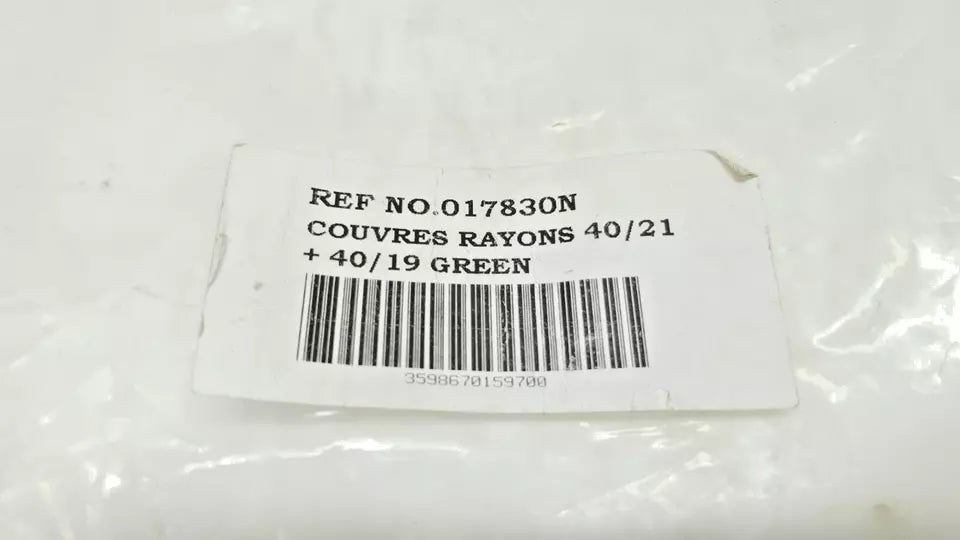 REF NO.017830N
COUVRES RAYONS 40/21
+ 40/19 GREEN
3598670159700